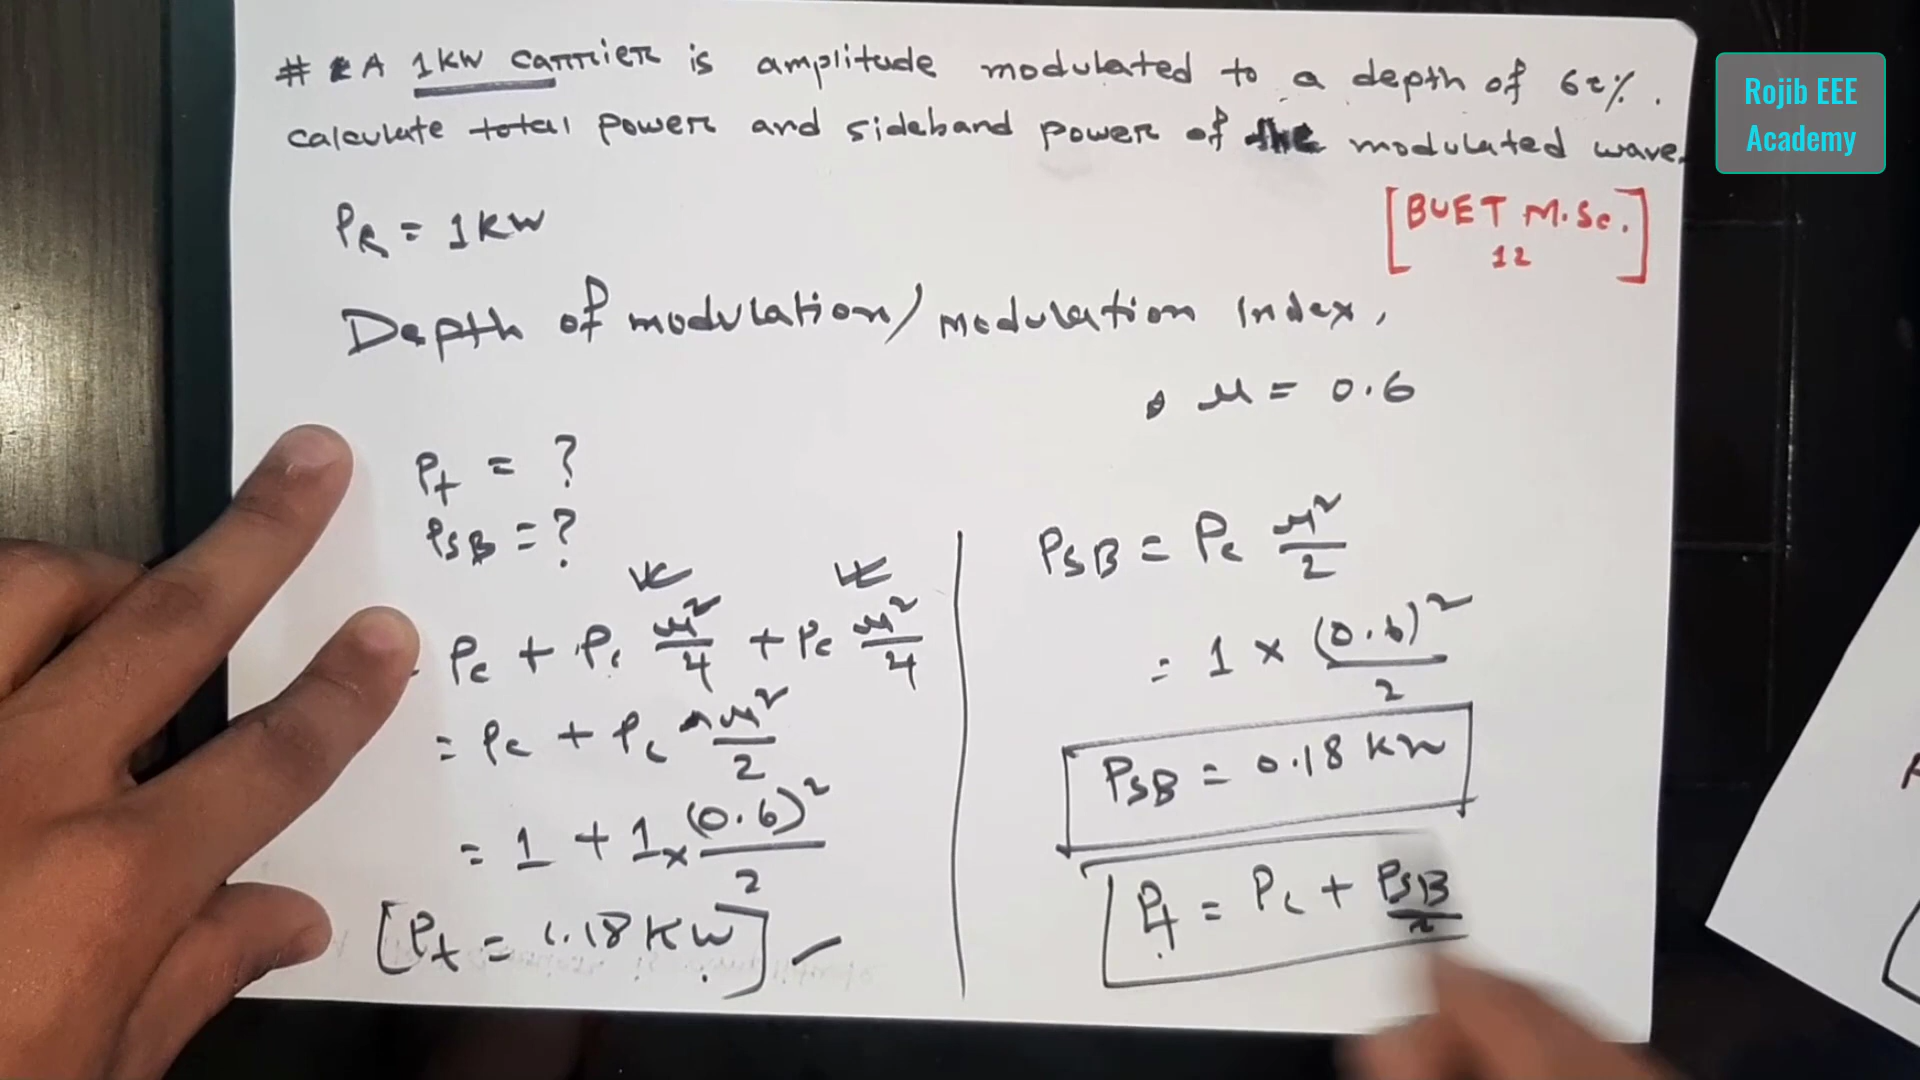 # A 1KW carrier is amplitude modulated to a depth of 60%.
calculate total power and sideband power of the modulated wave.
Rojib EEE
Academy
[BUET M.Sc.
12]
PR = 1KW
Depth of modulation/modulation Index,
μ = 0.6
Pt = ?
PSB = ?
= Pc + Pc μ²/4 + Pc μ²/4
= Pc + Pc μ²/2
= 1 + 1 × (0.6)²/2
[Pt = 1.18 KW]
PSB = Pc μ²/2
= 1 × (0.6)²/2
PSB = 0.18 KW
Pt = Pc + PSB/2